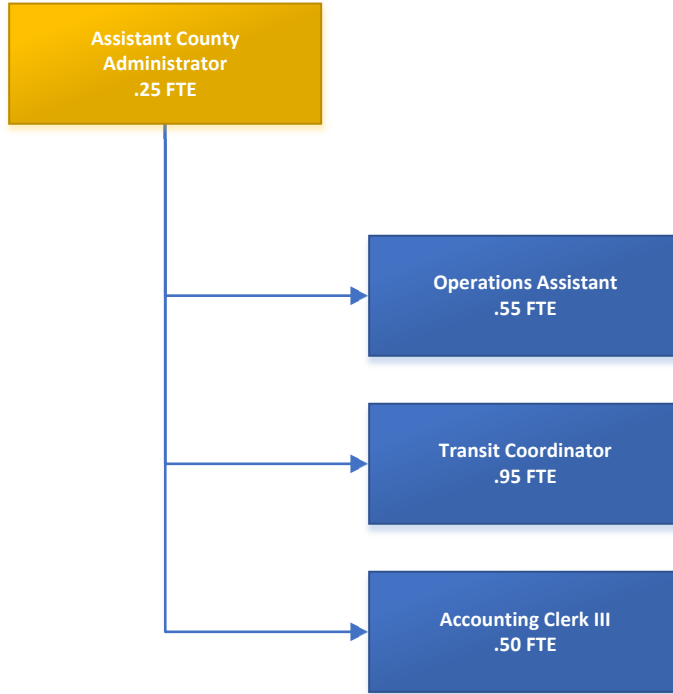 Assistant County
Administrator
.25 FTE
Operations Assistant
.55 FTE
Transit Coordinator
.95 FTE
Accounting Clerk III
.50 FTE